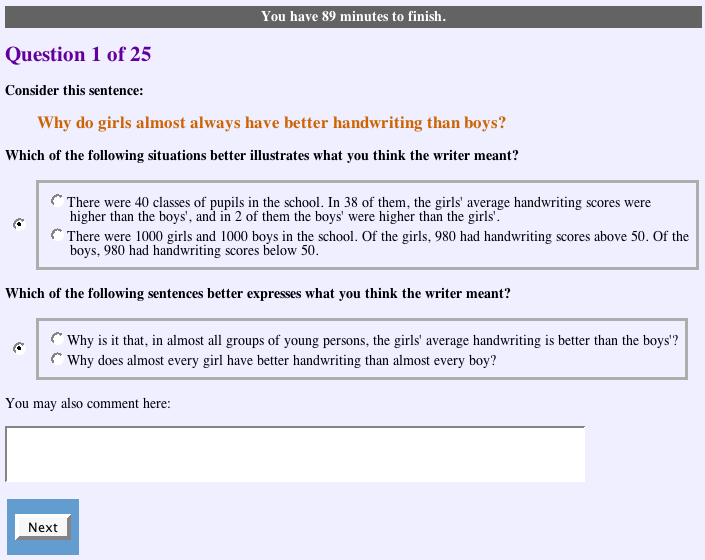 You have 89 minutes to finish.
Question 1 of 25
Consider this sentence:
Why do girls almost always have better handwriting than boys?
Which of the following situations better illustrates what you think the writer meant?
There were 40 classes of pupils in the school. In 38 of them, the girls' average handwriting scores were
higher than the boys', and in 2 of them the boys' were higher than the girls'.
There were 1000 girls and 1000 boys in the school. Of the girls, 980 had handwriting scores above 50. Of the
boys, 980 had handwriting scores below 50.
Which of the following sentences better expresses what you think the writer meant?
Why is it that, in almost all groups of young persons, the girls' average handwriting is better than the boys'?
Why does almost every girl have better handwriting than almost every boy?
You may also comment here:
Next